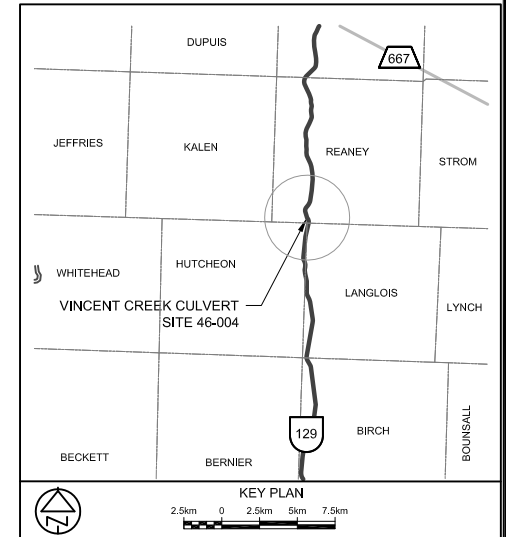 DUPUIS
667
JEFFRIES
KALEN
REANEY
STROM
WHITEHEAD
HUTCHEON
VINCENT CREEK CULVERT
SITE 46-004
LANGLOIS
LYNCH
129
BIRCH
BOUNSALL
BECKETT
BERNIER
KEY PLAN
2.5km 0 2.5km 5km 7.5km
N